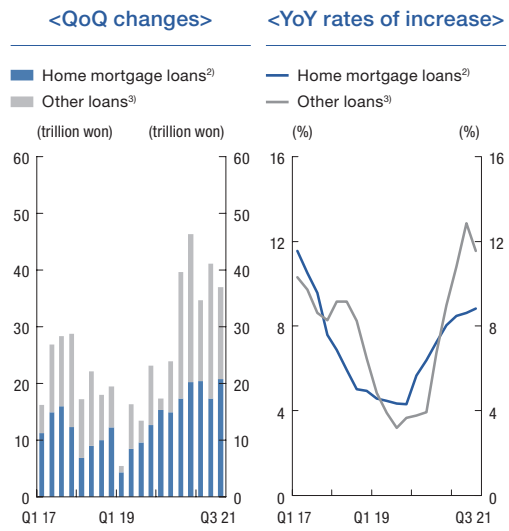 <QoQ changes>
Home mortgage loans2)
Other loans3)
(trillion won) (trillion won)
60 60
50 50
40 40
30 30
20 20
10 10
0 0
Q1 17 Q1 19 Q3 21
<YoY rates of increase>
Home mortgage loans2)
Other loans3)
(%) (%)
16 16
12 12
8 8
4 4
0 0
Q1 17 Q1 19 Q3 21